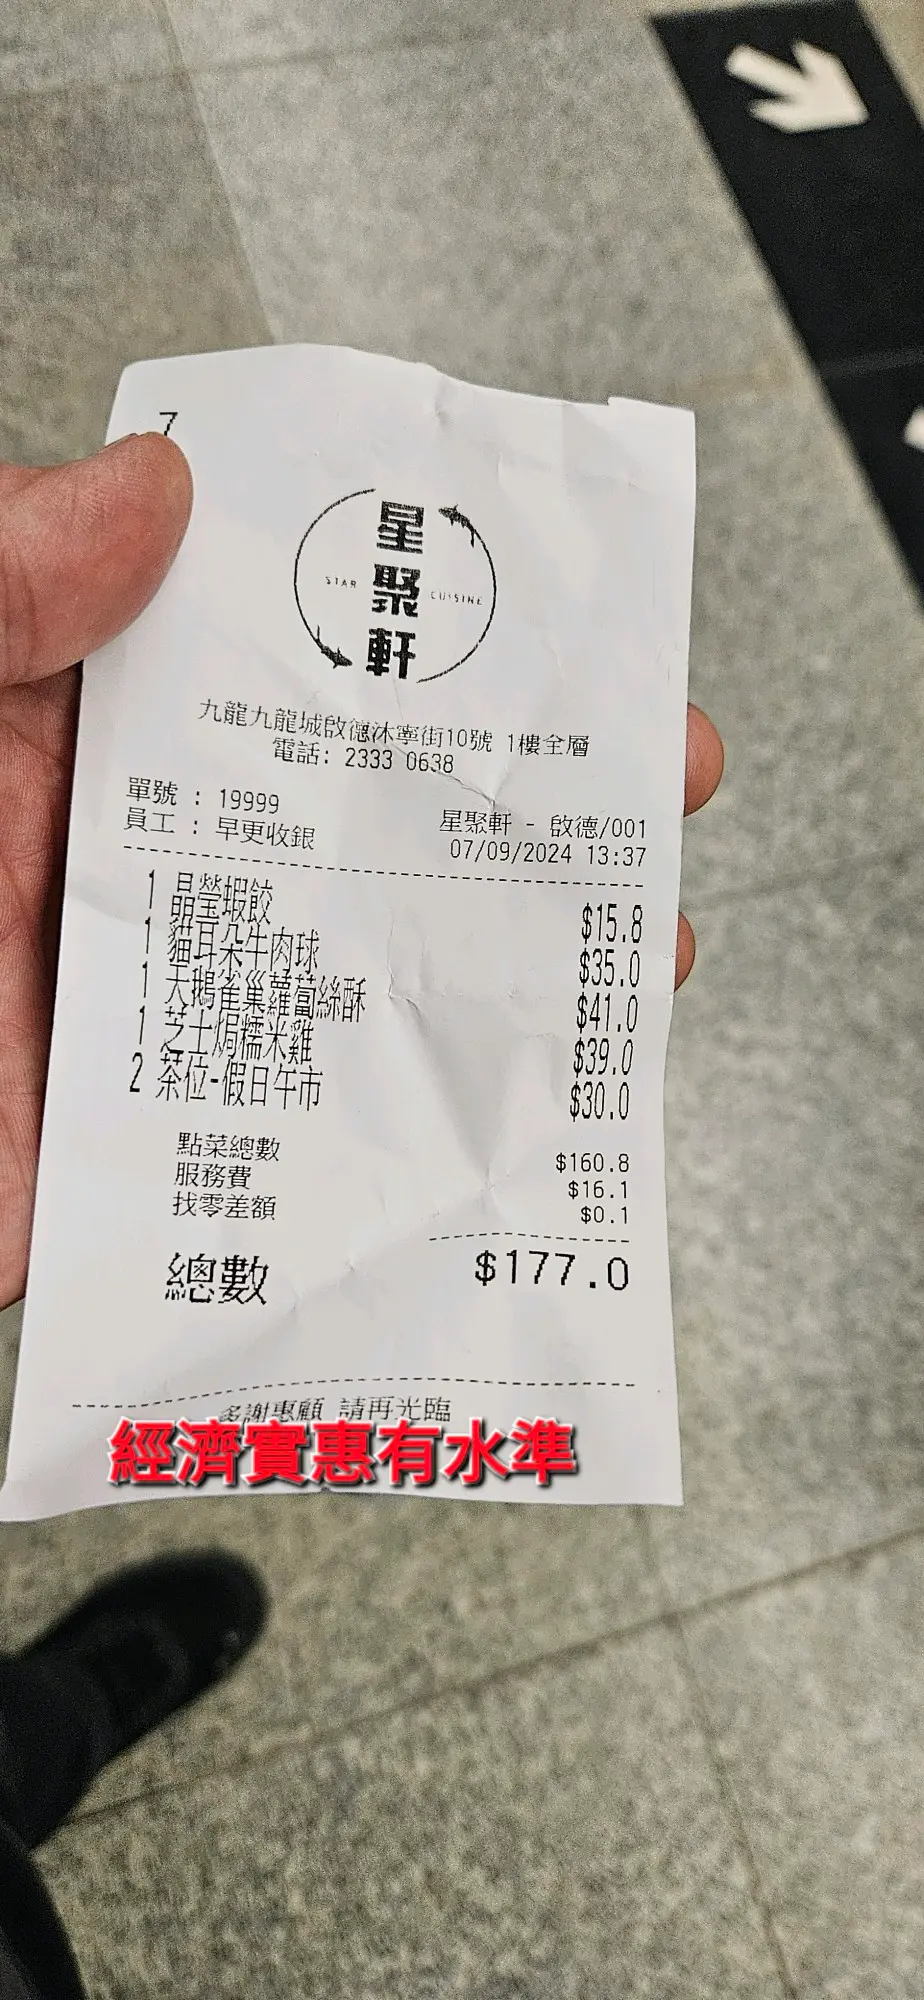 7
星聚軒
STAR CUISINE
九龍九龍城啟德沐寧街10號 1樓全層
電話: 2333 0638
單號 : 19999
員工 : 早更收銀
星聚軒 - 啟德/001
07/09/2024 13:37
1 晶瑩蝦餃 $15.8
1 貓耳朵牛肉球 $35.0
1 天鵝雀巢蘿蔔絲酥 $41.0
1 芝士焗糯米雞 $39.0
2 茶位-假日午市 $30.0
點菜總數 $160.8
服務費 $16.1
找零差額 $0.1
總數 $177.0
多謝惠顧 請再光臨
經濟實惠有水準